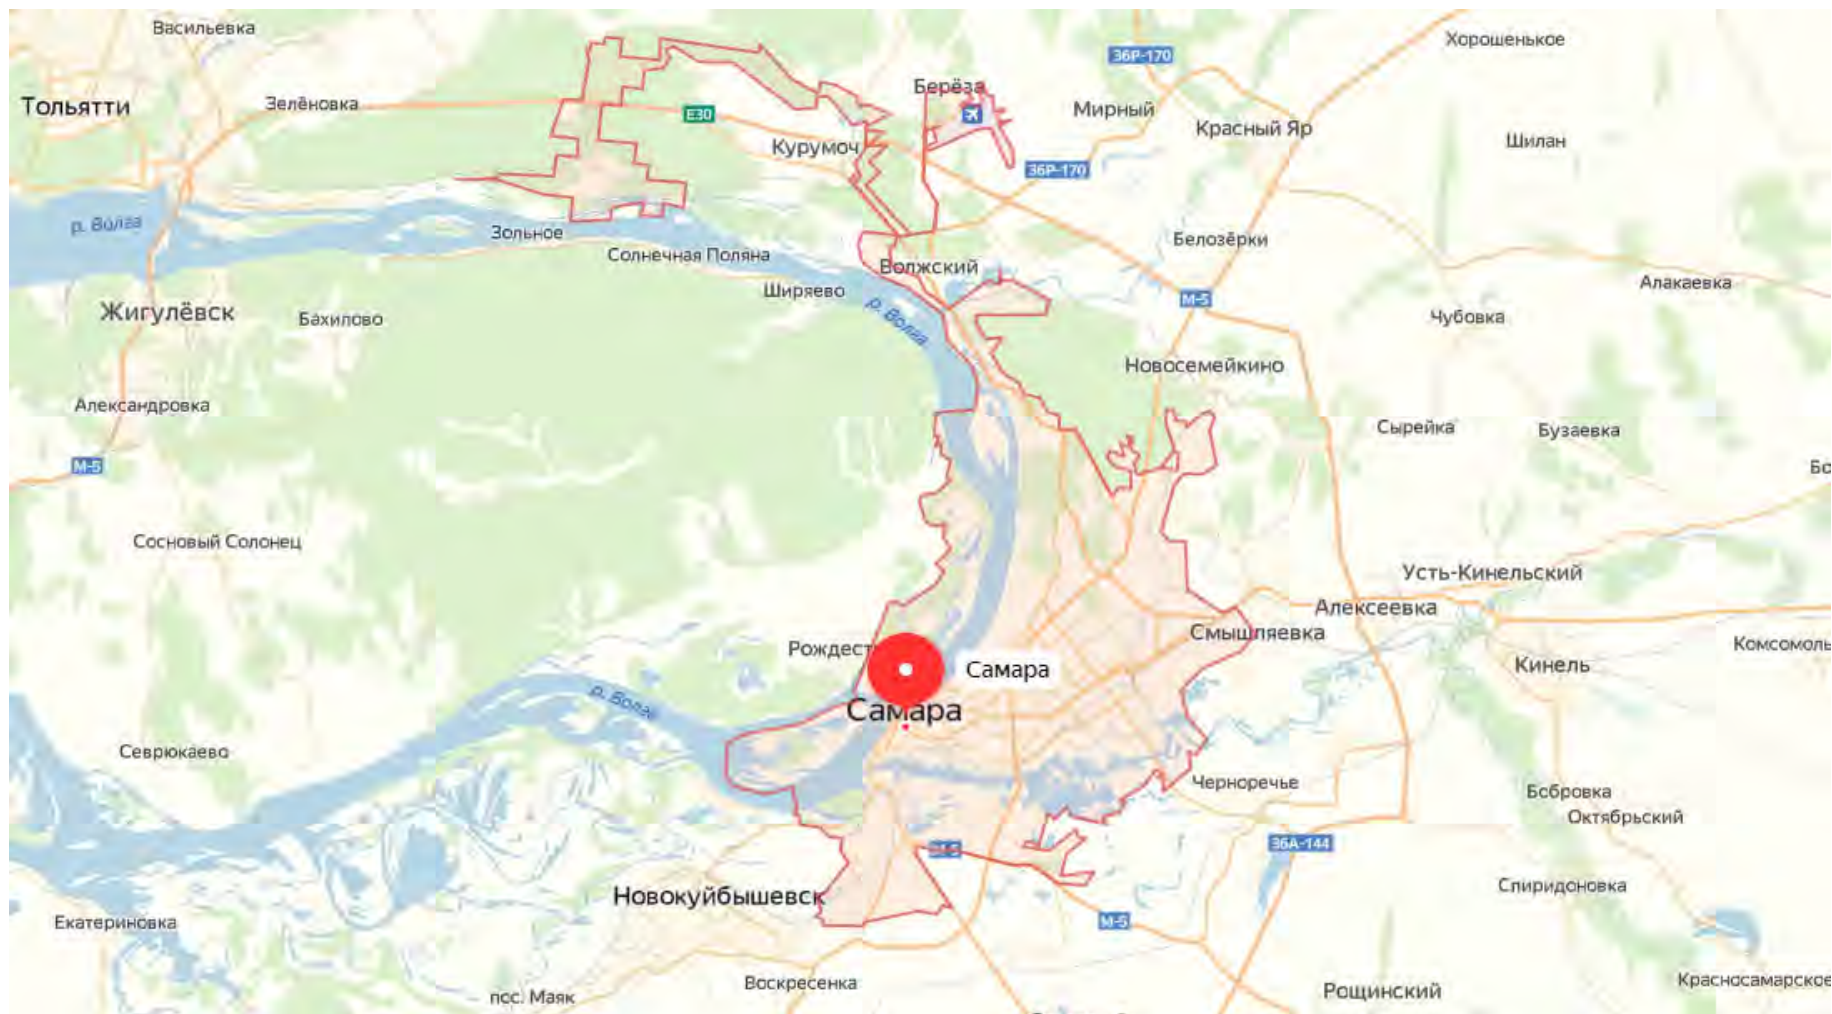 Васильевка
Хорошенькое
36Р-170
Берёза
Тольятти
Зелёновка
Е30
Мирный
Красный Яр
Курумоч
Шилан
36Р-170
р. Волга
Зольное
Белозёрки
Солнечная Поляна
Волжский
Алакаевка
Ширяево
М-5
Жигулёвск
Бахилово
р. Волга
Чубовка
Новосемейкино
Александровка
Сырейка
Бузаевка
М-5
Бо
Сосновый Солонец
Усть-Кинельский
Алексеевка
Смышляевка
Рождест
Комсомоль
Кинель
Самара
р. Волга
Самара
Севрюкаево
Черноречье
Бобровка
Октябрьский
36А-144
М-5
Новокуйбышевск
Спиридоновка
Екатериновка
М-5
Воскресенка
Красносамарское
пос. Маяк
Рощинский